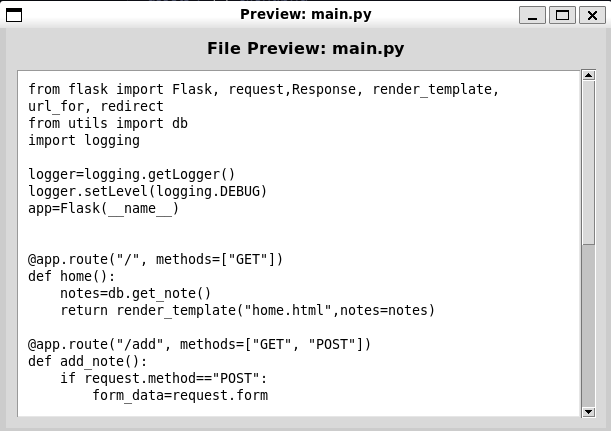 Preview: main.py
File Preview: main.py
from flask import Flask, request,Response, render_template,
url_for, redirect
from utils import db
import logging

logger=logging.getLogger()
logger.setLevel(logging.DEBUG)
app=Flask(__name__)


@app.route("/", methods=["GET"])
def home():
    notes=db.get_note()
    return render_template("home.html",notes=notes)

@app.route("/add", methods=["GET", "POST"])
def add_note():
    if request.method=="POST":
        form_data=request.form